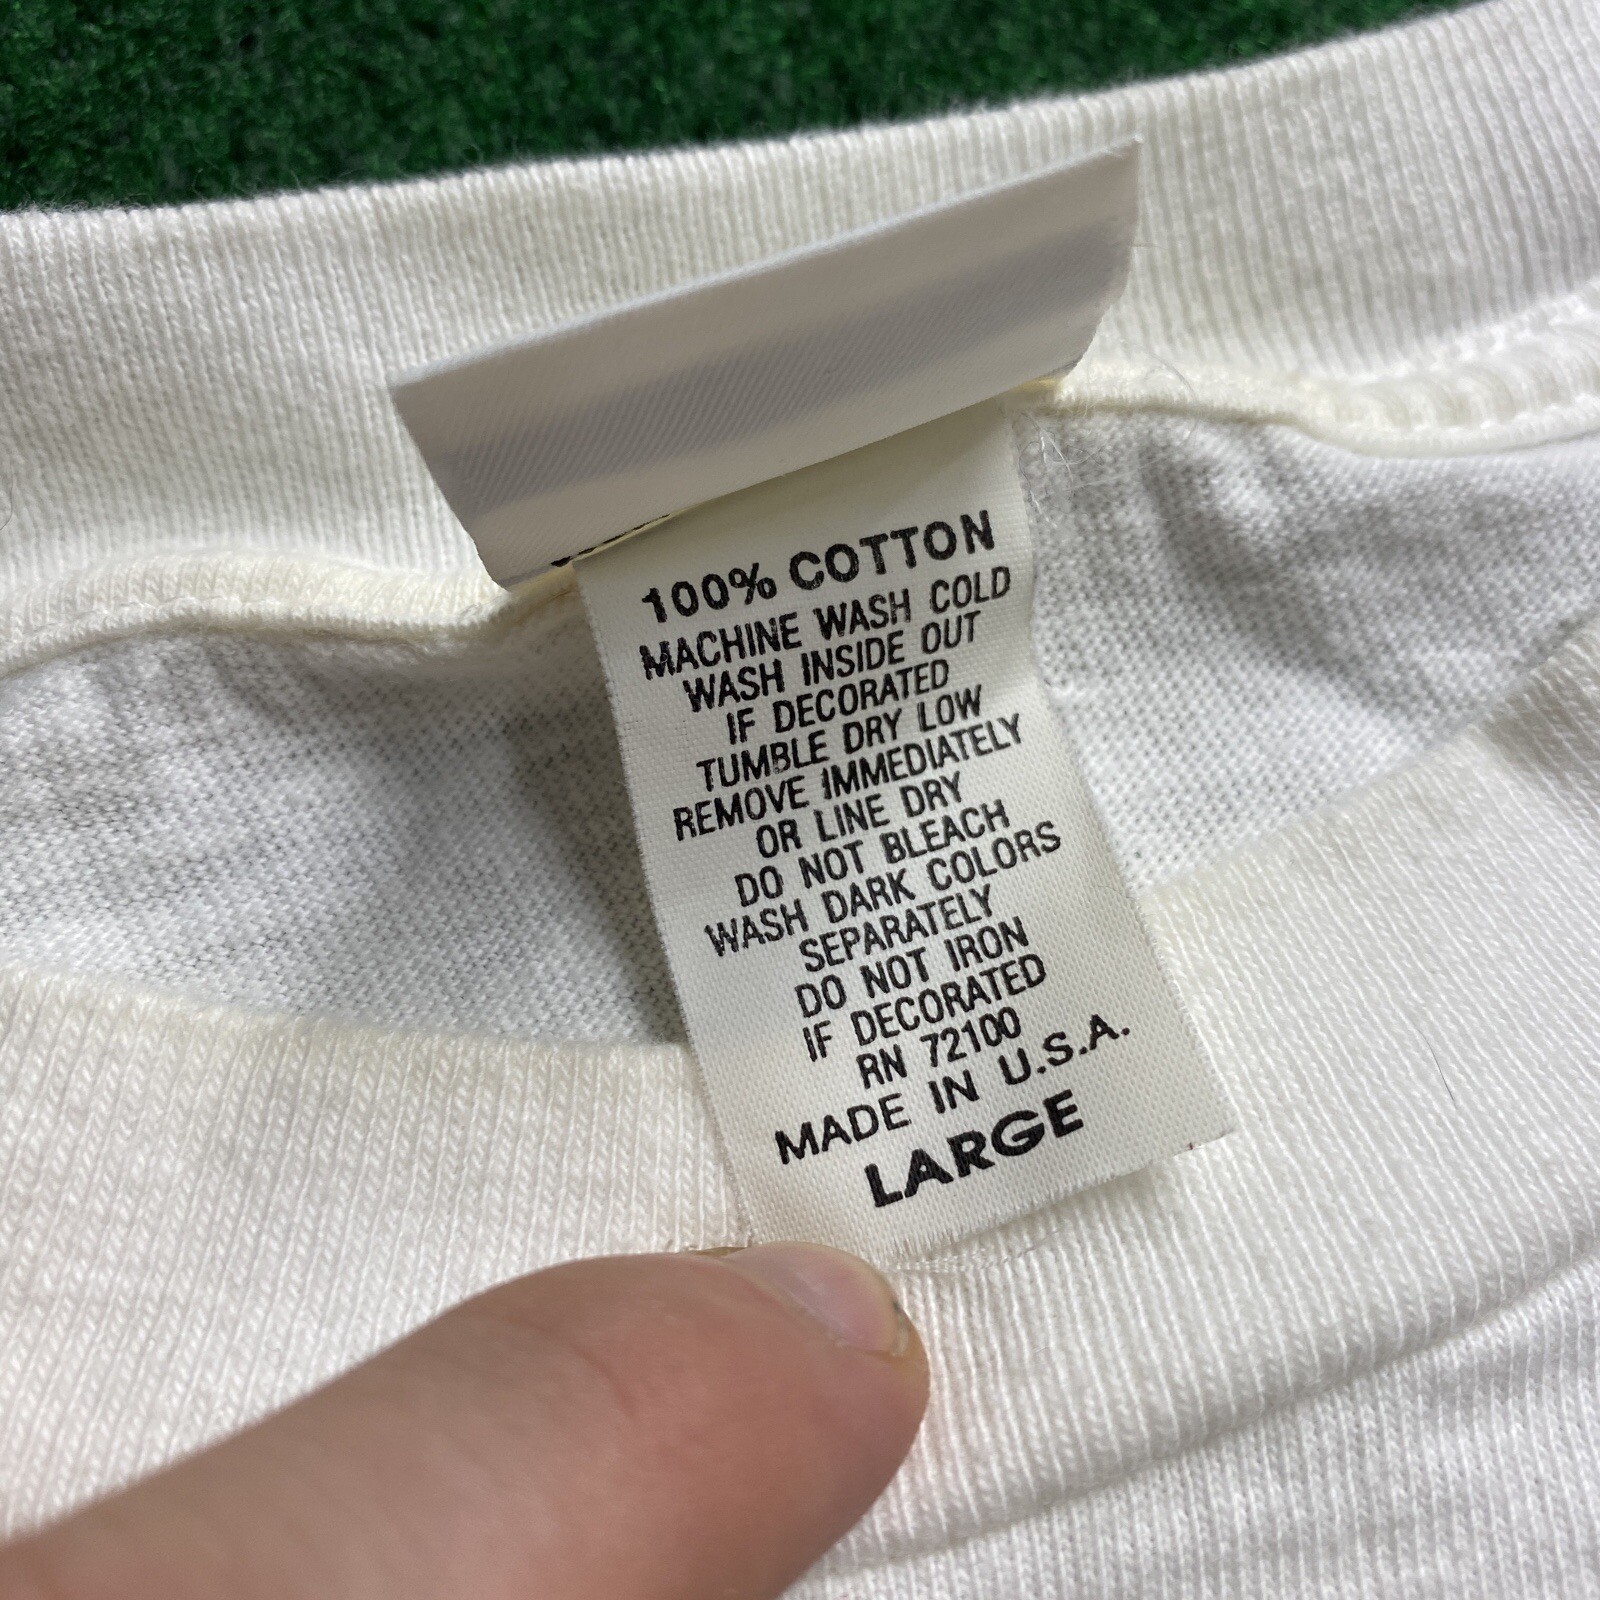 100% COTTON
MACHINE WASH COLD
WASH INSIDE OUT
IF DECORATED
TUMBLE DRY LOW
REMOVE IMMEDIATELY
OR LINE DRY
DO NOT BLEACH
WASH DARK COLORS
SEPARATELY
DO NOT IRON
IF DECORATED
RN 72100
MADE IN U.S.A.
LARGE